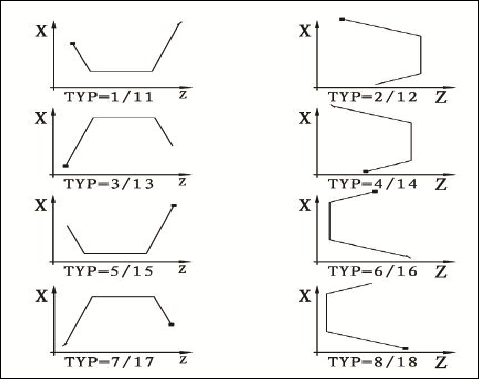 X
X
TYP=1/11 z
TYP=2/12 Z
X
X
TYP=3/13 z
TYP=4/14 Z
X
X
TYP=5/15 z
TYP=6/16 Z
X
X
TYP=7/17 z
TYP=8/18 Z